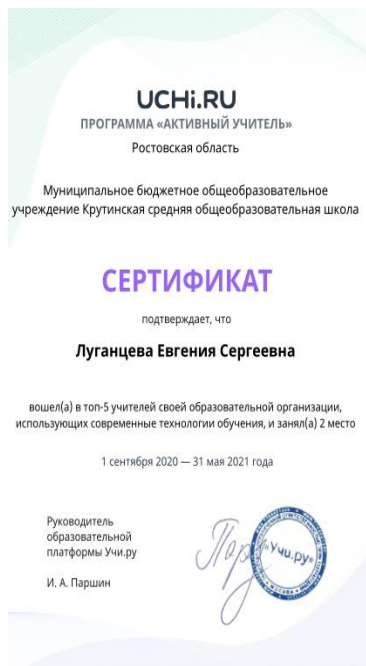 UCHi.RU
ПРОГРАММА «АКТИВНЫЙ УЧИТЕЛЬ»
Ростовская область
Муниципальное бюджетное общеобразовательное
учреждение Крутинская средняя общеобразовательная школа
СЕРТИФИКАТ
подтверждает, что
Луганцева Евгения Сергеевна
вошел(а) в топ-5 учителей своей образовательной организации,
использующих современные технологии обучения, и занял(а) 2 место
1 сентября 2020 — 31 мая 2021 года
Руководитель
образовательной
платформы Учи.ру
И. А. Паршин
«Учи.ру»